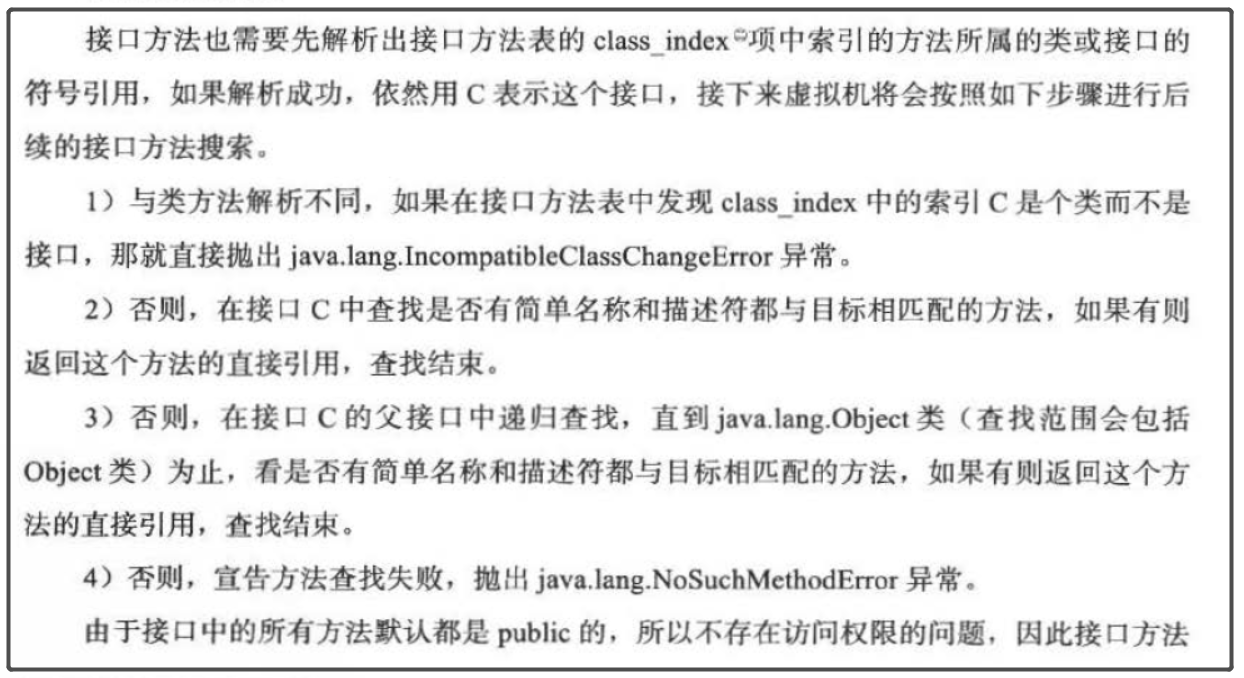 接口方法也需要先解析出接口方法表的 class_index 项中索引的方法所属的类或接口的
符号引用，如果解析成功，依然用 C 表示这个接口，接下来虚拟机将会按照如下步骤进行后
续的接口方法搜索。
1）与类方法解析不同，如果在接口方法表中发现 class_index 中的索引 C 是个类而不是
接口，那就直接抛出 java.lang.IncompatibleClassChangeError 异常。
2）否则，在接口 C 中查找是否有简单名称和描述符都与目标相匹配的方法，如果有则
返回这个方法的直接引用，查找结束。
3）否则，在接口 C 的父接口中递归查找，直到 java.lang.Object 类（查找范围会包括
Object 类）为止，看是否有简单名称和描述符都与目标相匹配的方法，如果有则返回这个方
法的直接引用，查找结束。
4）否则，宣告方法查找失败，抛出 java.lang.NoSuchMethodError 异常。
由于接口中的所有方法默认都是 public 的，所以不存在访问权限的问题，因此接口方法